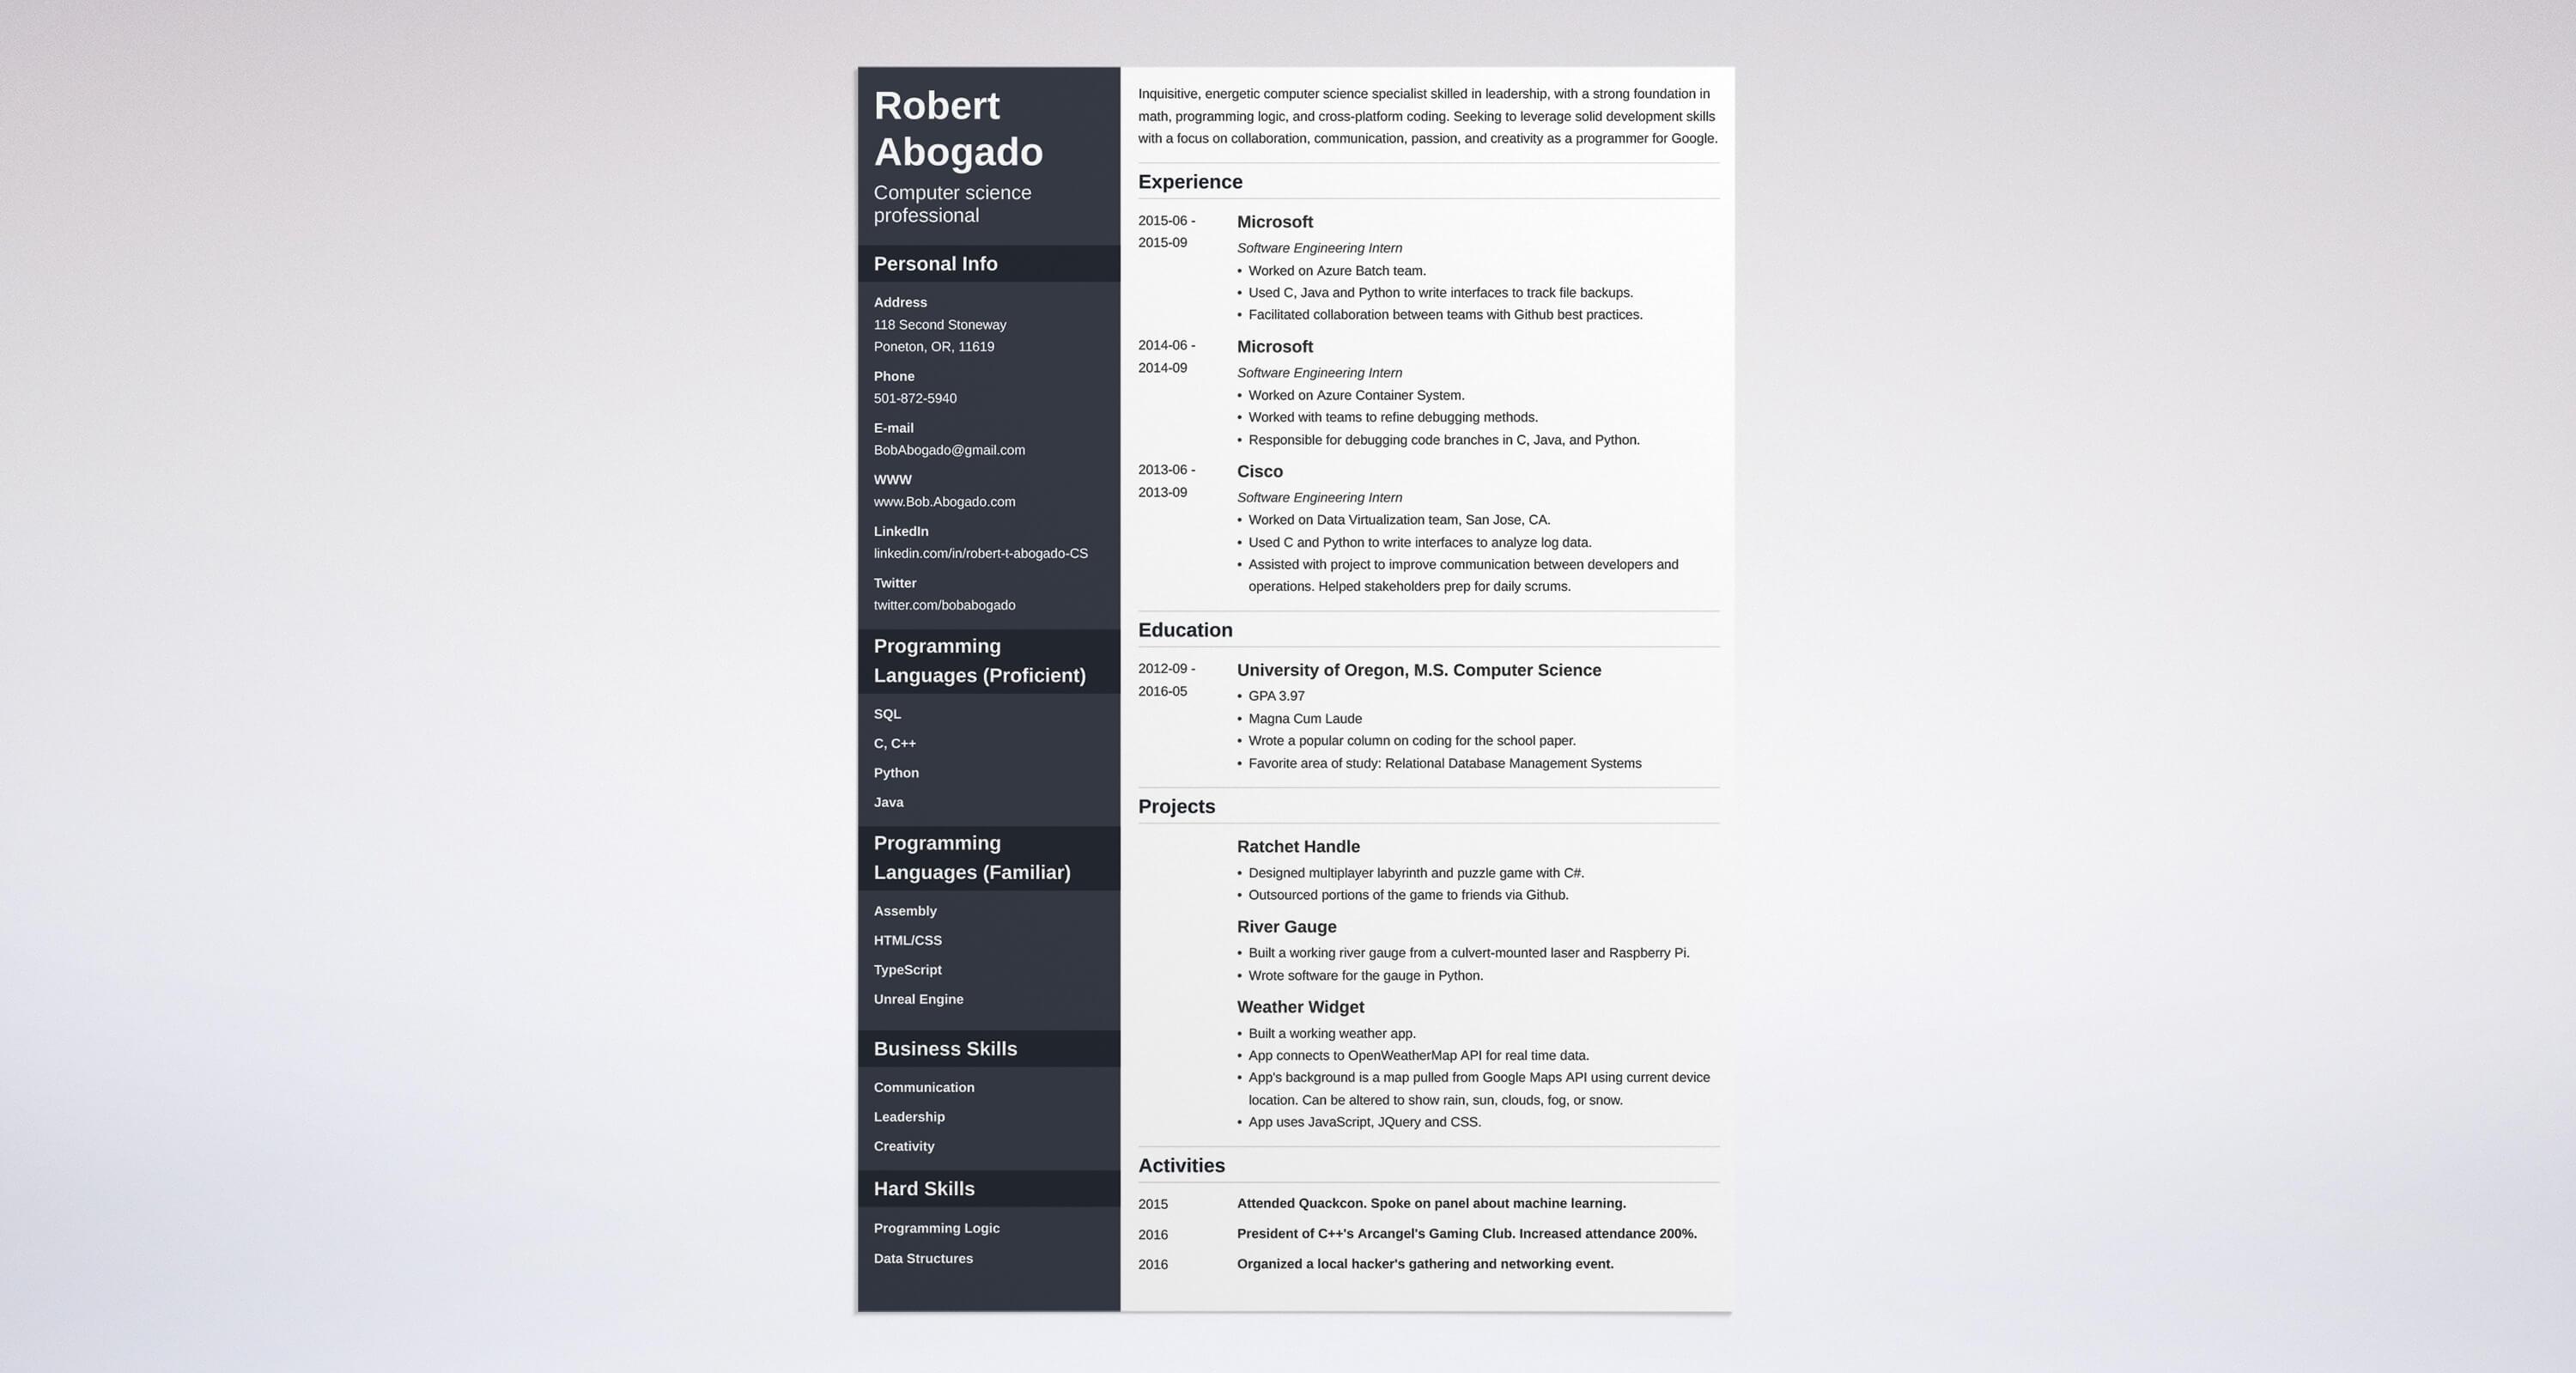 Robert
Abogado
Computer science
professional
Personal Info
Address
118 Second Stoneway
Poneton, OR, 11619
Phone
501-872-5940
E-mail
BobAbogado@gmail.com
WWW
www.Bob.Abogado.com
LinkedIn
linkedin.com/in/robert-t-abogado-CS
Twitter
twitter.com/bobabogado
Programming
Languages (Proficient)
SQL
C, C++
Python
Java
Programming
Languages (Familiar)
Assembly
HTML/CSS
TypeScript
Unreal Engine
Business Skills
Communication
Leadership
Creativity
Hard Skills
Programming Logic
Data Structures
Inquisitive, energetic computer science specialist skilled in leadership, with a strong foundation in
math, programming logic, and cross-platform coding. Seeking to leverage solid development skills
with a focus on collaboration, communication, passion, and creativity as a programmer for Google.
Experience
2015-06 -
2015-09
Microsoft
Software Engineering Intern
• Worked on Azure Batch team.
• Used C, Java and Python to write interfaces to track file backups.
• Facilitated collaboration between teams with Github best practices.
2014-06 -
2014-09
Microsoft
Software Engineering Intern
• Worked on Azure Container System.
• Worked with teams to refine debugging methods.
• Responsible for debugging code branches in C, Java, and Python.
2013-06 -
2013-09
Cisco
Software Engineering Intern
• Worked on Data Virtualization team, San Jose, CA.
• Used C and Python to write interfaces to analyze log data.
• Assisted with project to improve communication between developers and
operations. Helped stakeholders prep for daily scrums.
Education
2012-09 -
2016-05
University of Oregon, M.S. Computer Science
• GPA 3.97
• Magna Cum Laude
• Wrote a popular column on coding for the school paper.
• Favorite area of study: Relational Database Management Systems
Projects
Ratchet Handle
• Designed multiplayer labyrinth and puzzle game with C#.
• Outsourced portions of the game to friends via Github.
River Gauge
• Built a working river gauge from a culvert-mounted laser and Raspberry Pi.
• Wrote software for the gauge in Python.
Weather Widget
• Built a working weather app.
• App connects to OpenWeatherMap API for real time data.
• App's background is a map pulled from Google Maps API using current device
location. Can be altered to show rain, sun, clouds, fog, or snow.
• App uses JavaScript, JQuery and CSS.
Activities
2015 Attended Quackcon. Spoke on panel about machine learning.
2016 President of C++'s Arcangel's Gaming Club. Increased attendance 200%.
2016 Organized a local hacker's gathering and networking event.